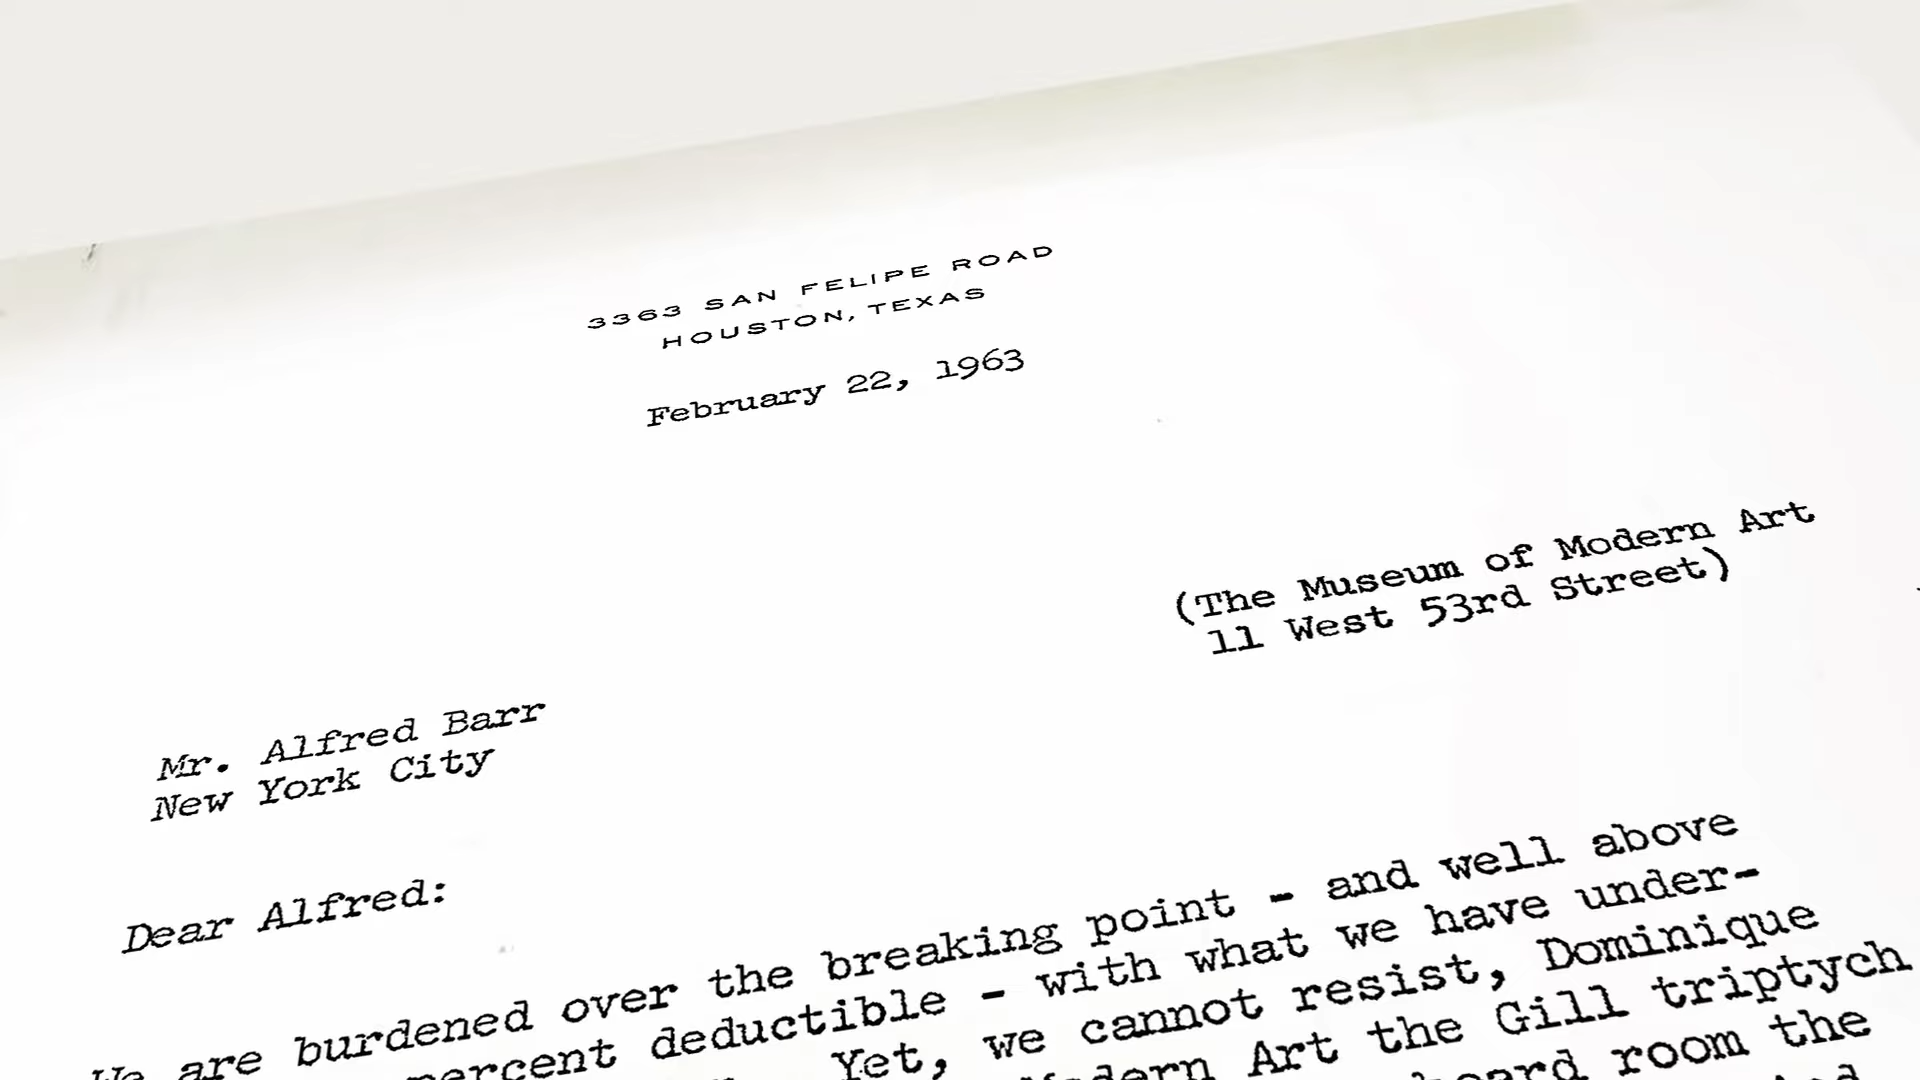 3363 SAN FELIPE ROAD
HOUSTON, TEXAS
February 22, 1963
(The Museum of Modern Art
11 West 53rd Street)
Mr. Alfred Barr
New York City
Dear Alfred:
We are burdened over the breaking point - and well above
percent deductible - with what we have under-
Yet, we cannot resist, Dominique
Modern Art the Gill triptych
board room the